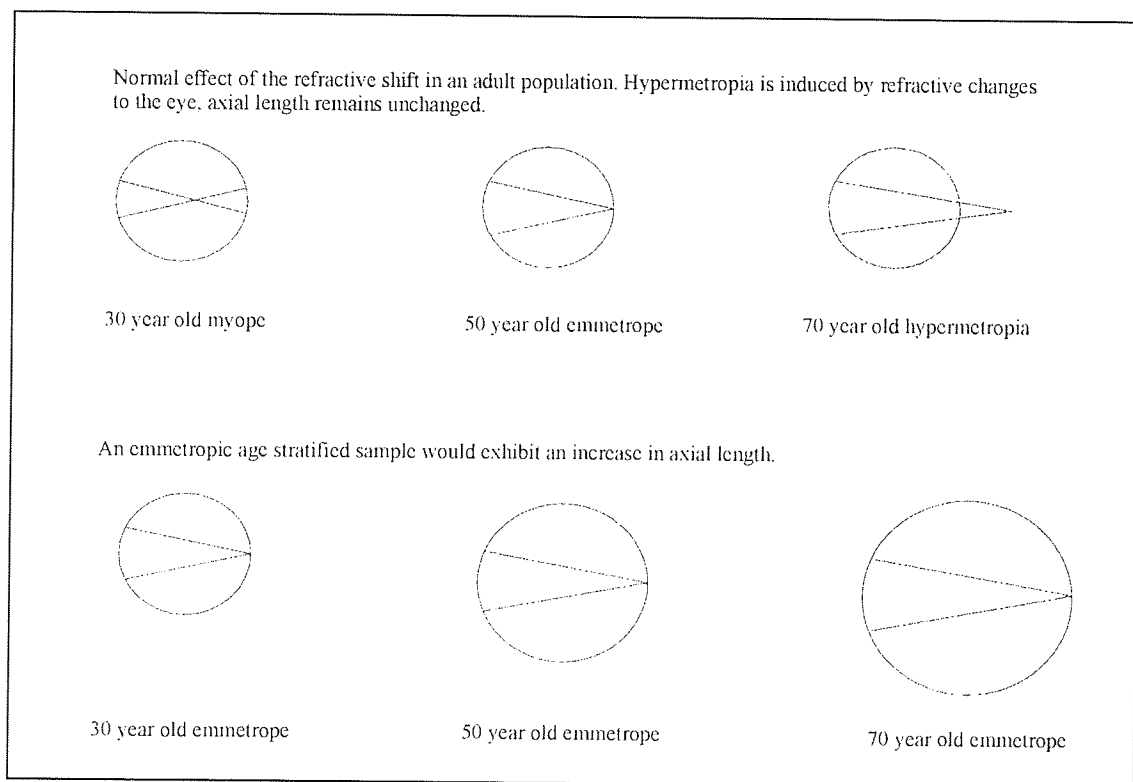 Normal effect of the refractive shift in an adult population. Hypermetropia is induced by refractive changes
to the eye, axial length remains unchanged.
30 year old myope
50 year old emmetrope
70 year old hypermetropia
An emmetropic age stratified sample would exhibit an increase in axial length.
30 year old emmetrope
50 year old emmetrope
70 year old emmetrope